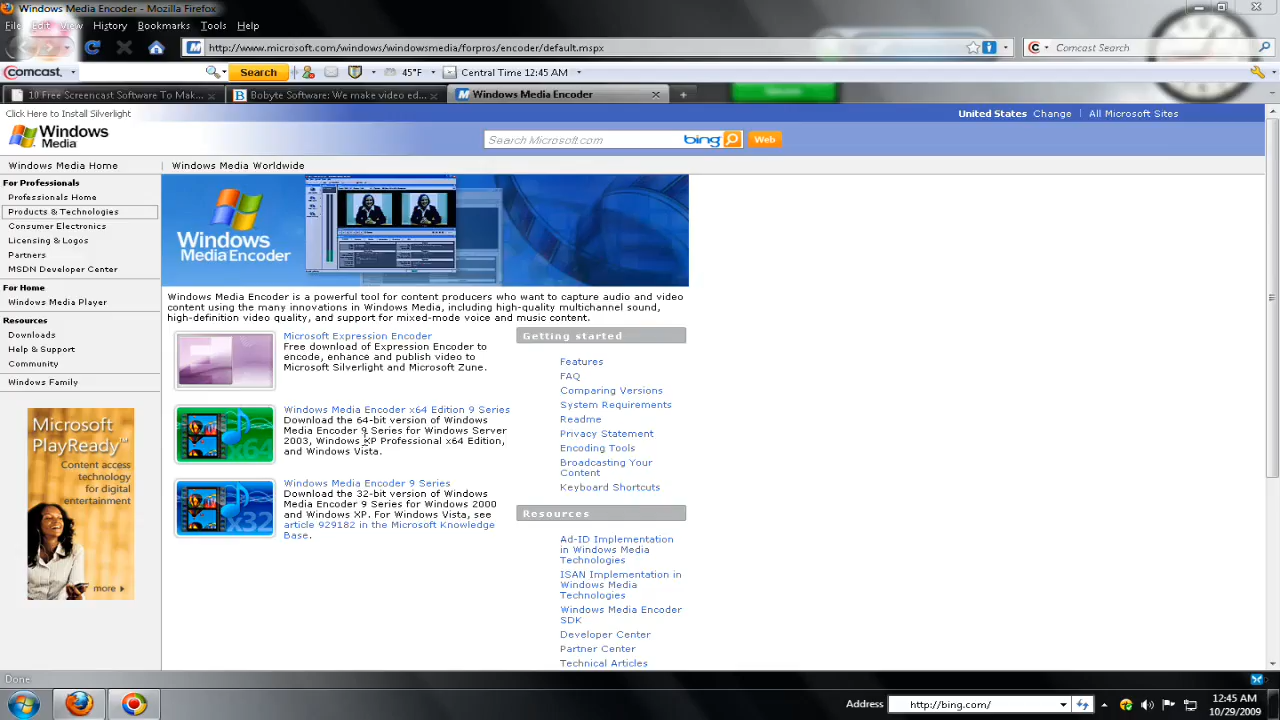 Windows Media Encoder - Mozilla Firefox
File Edit View History Bookmarks Tools Help
http://www.microsoft.com/windows/windowsmedia/forpros/encoder/default.mspx
Comcast Search
comcast. Search 45°F Central Time 12:45 AM
10 Free Screencast Software To Mak...
Bobyte Software: We make video ed...
Windows Media Encoder
Click Here to Install Silverlight
United States Change | All Microsoft Sites
Windows Media
Search Microsoft.com bing Web
Windows Media Home | Windows Media Worldwide
For Professionals
Professionals Home
Products & Technologies
Consumer Electronics
Licensing & Logos
Partners
MSDN Developer Center
For Home
Windows Media Player
Resources
Downloads
Help & Support
Community
Windows Family
Microsoft
PlayReady™
Content access
technology
for digital
entertainment
more
Windows
Media Encoder
Windows Media Encoder is a powerful tool for content producers who want to capture audio and video
content using the many innovations in Windows Media, including high-quality multichannel sound,
high-definition video quality, and support for mixed-mode voice and music content.
Microsoft Expression Encoder
Free download of Expression Encoder to
encode, enhance and publish video to
Microsoft Silverlight and Microsoft Zune.
x64
Windows Media Encoder x64 Edition 9 Series
Download the 64-bit version of Windows
Media Encoder 9 Series for Windows Server
2003, Windows XP Professional x64 Edition,
and Windows Vista.
x32
Windows Media Encoder 9 Series
Download the 32-bit version of Windows
Media Encoder 9 Series for Windows 2000
and Windows XP. For Windows Vista, see
article 929182 in the Microsoft Knowledge
Base.
Getting started
Features
FAQ
Comparing Versions
System Requirements
Readme
Privacy Statement
Encoding Tools
Broadcasting Your
Content
Keyboard Shortcuts
Resources
Ad-ID Implementation
in Windows Media
Technologies
ISAN Implementation in
Windows Media
Technologies
Windows Media Encoder
SDK
Developer Center
Partner Center
Technical Articles
Done
Address http://bing.com/
12:45 AM
10/29/2009